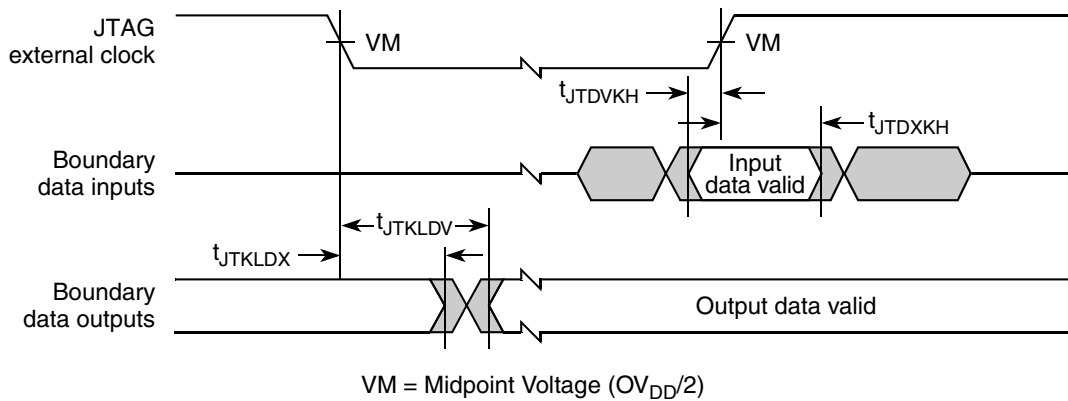 JTAG
external clock
VM
VM
tJTDVKH
tJTDXKH
Boundary
data inputs
Input
data valid
tJTKLDV
tJTKLDX
Boundary
data outputs
Output data valid
VM = Midpoint Voltage (OVDD/2)